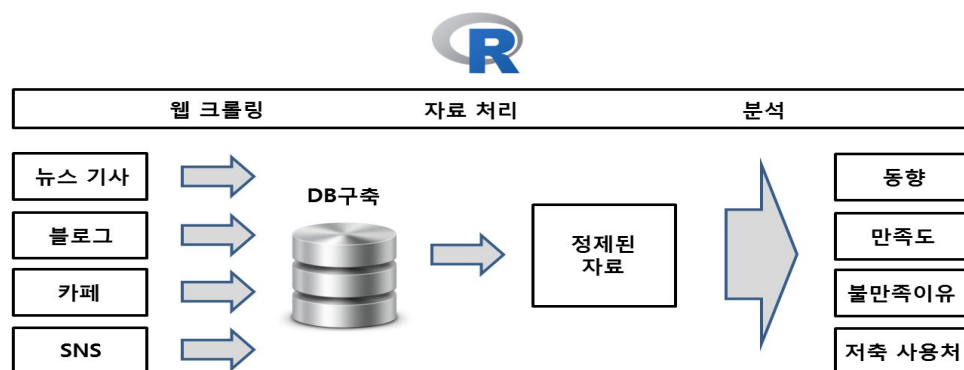 R
웹 크롤링 자료 처리 분석
뉴스 기사
블로그
카페
SNS
DB구축
정제된
자료
동향
만족도
불만족이유
저축 사용처